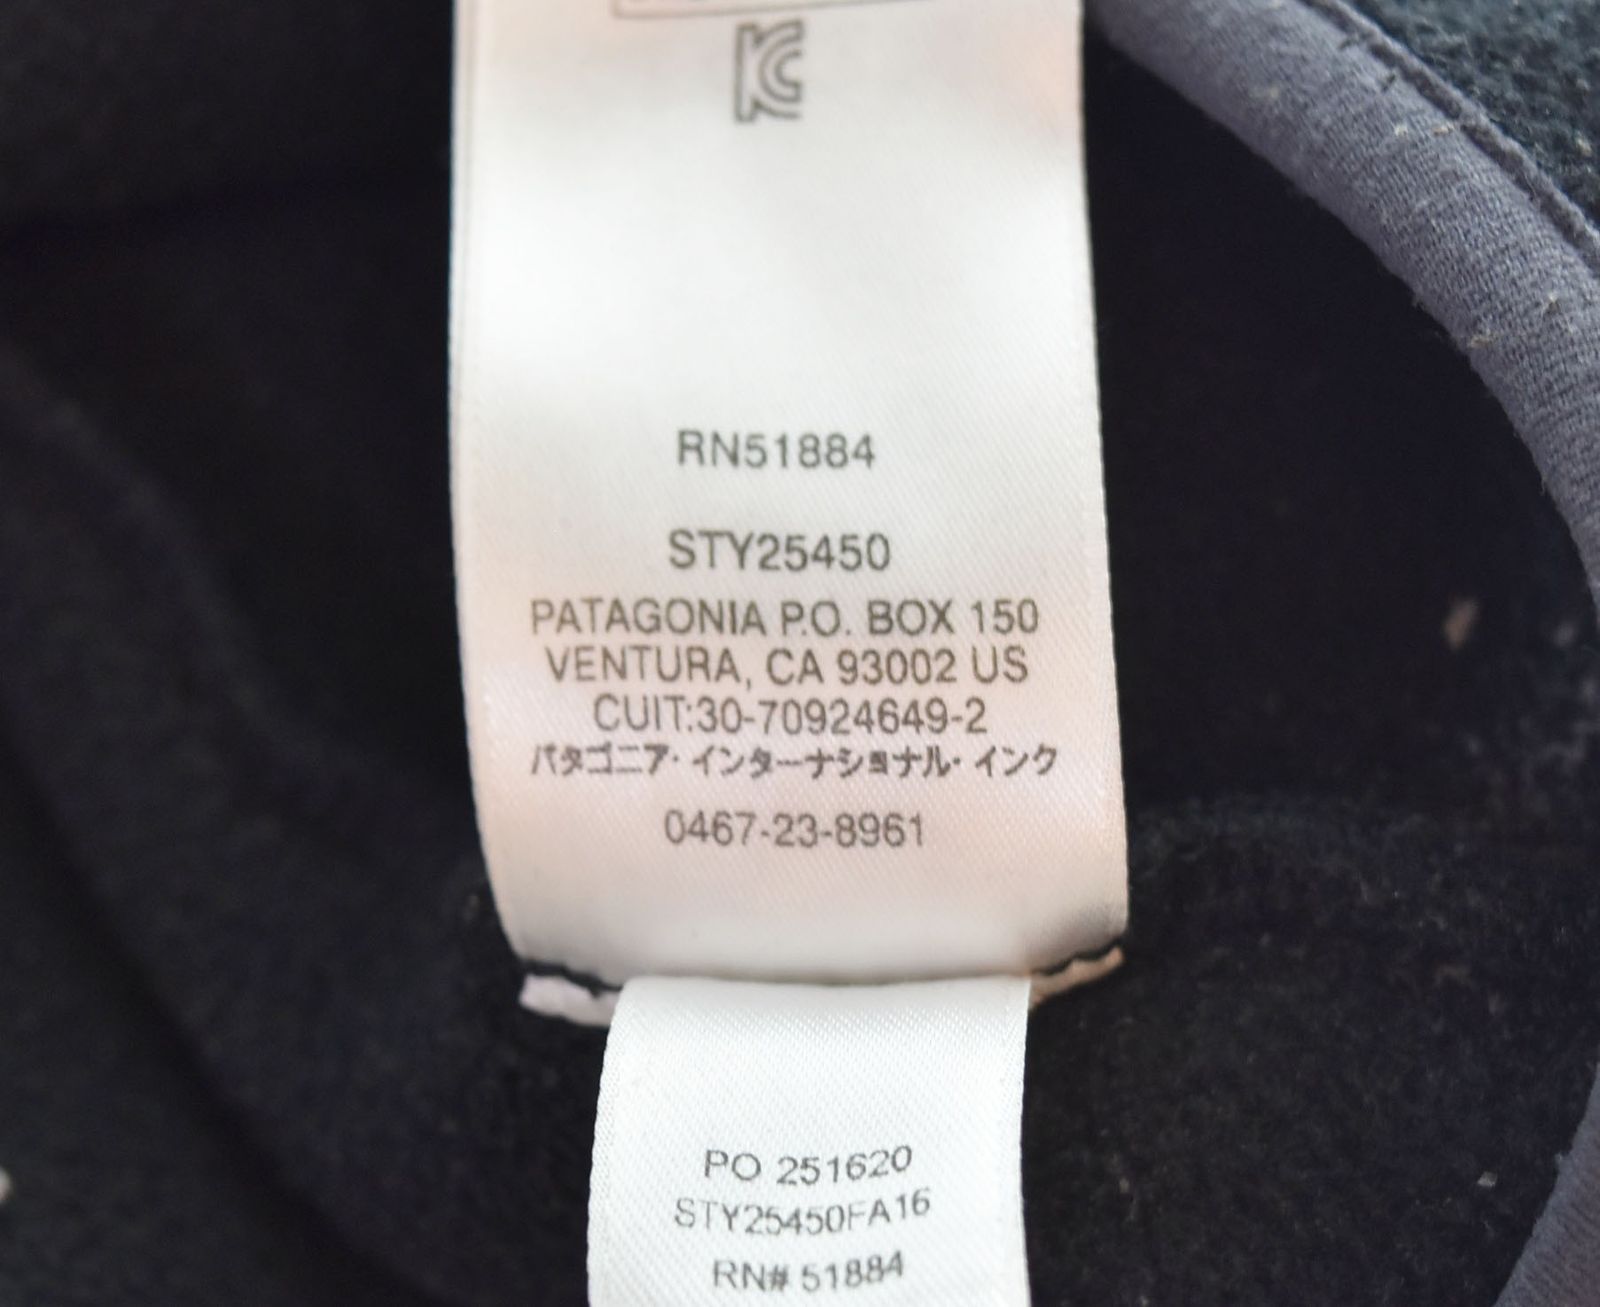 KC
RN51884
STY25450
PATAGONIA P.O. BOX 150
VENTURA, CA 93002 US
CUIT:30-70924649-2
パタゴニア・インターナショナル・インク
0467-23-8961
PO 251620
STY25450FA16
RN# 51884